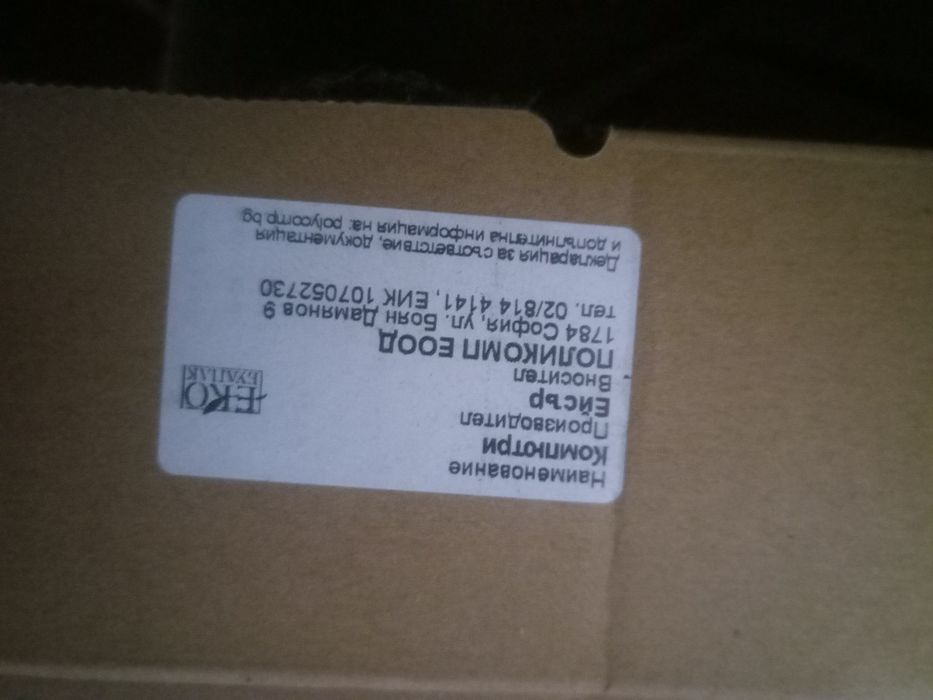 Наименование
Компютри
Производител
Ейсър
Вносител
ПОЛИКОМП ЕООД
1784 София, ул. Боян Дамянов 9
тел. 02/814 4141, ЕИК 107052730
Декларация за съответствие, документация
и допълнителна информация на: polycomp.bg
ЕКО
БУЛПАК